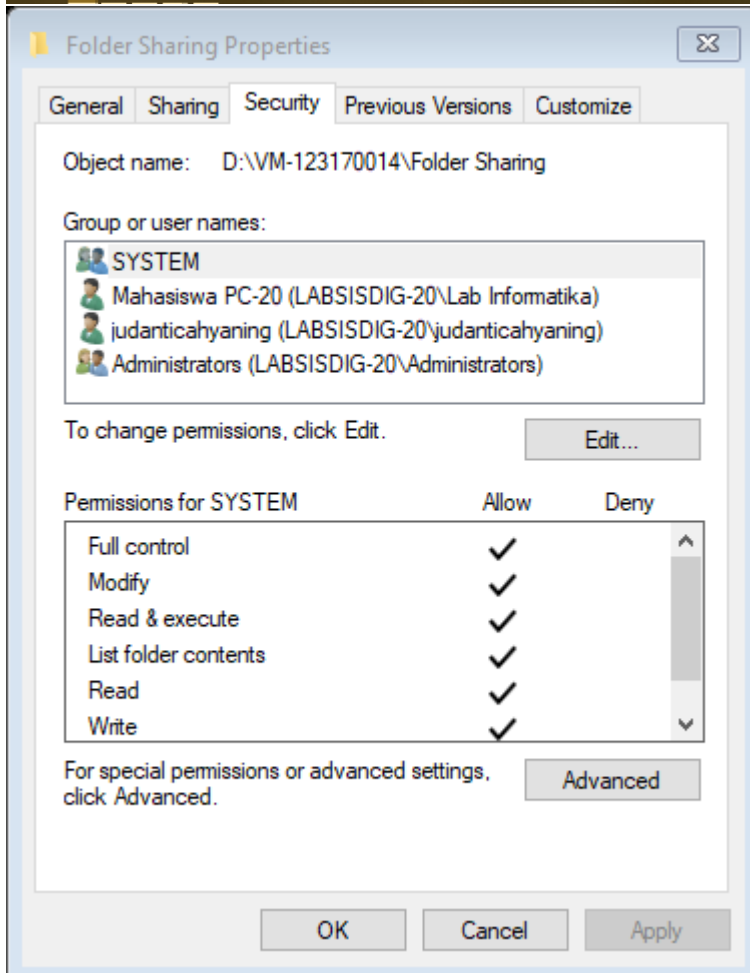 Folder Sharing Properties
General Sharing Security Previous Versions Customize
Object name: D:\VM-123170014\Folder Sharing
Group or user names:
SYSTEM
Mahasiswa PC-20 (LABSISDIG-20\Lab Informatika)
judanticahyaning (LABSISDIG-20\judanticahyaning)
Administrators (LABSISDIG-20\Administrators)
To change permissions, click Edit.
Edit...
Permissions for SYSTEM Allow Deny
Full control
Modify
Read & execute
List folder contents
Read
Write
For special permissions or advanced settings,
click Advanced.
Advanced
OK Cancel Apply